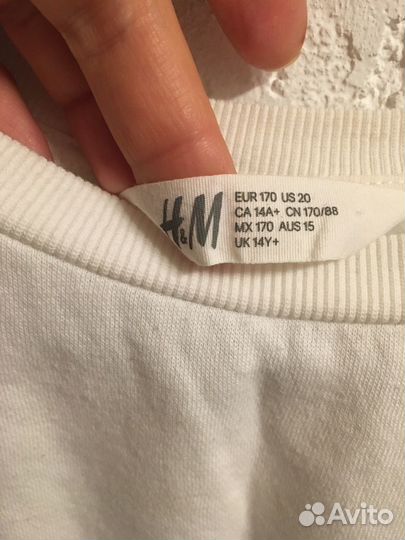 H&M
EUR 170 US 20
CA 14A+ CN 170/88
MX 170 AUS 15
UK 14Y+
Avito